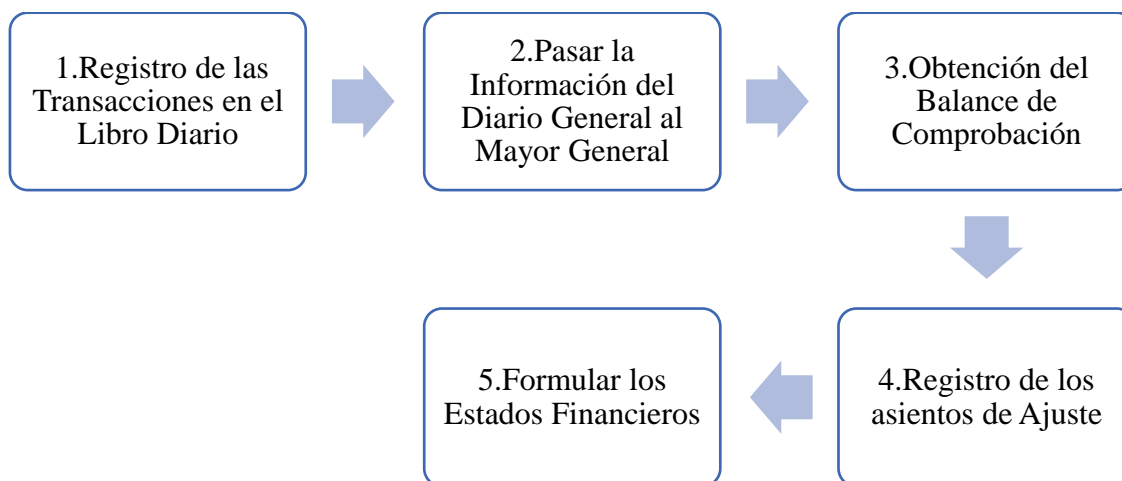 1.Registro de las
Transacciones en el
Libro Diario
2.Pasar la
Información del
Diario General al
Mayor General
3.Obtención del
Balance de
Comprobación
4.Registro de los
asientos de Ajuste
5.Formular los
Estados Financieros